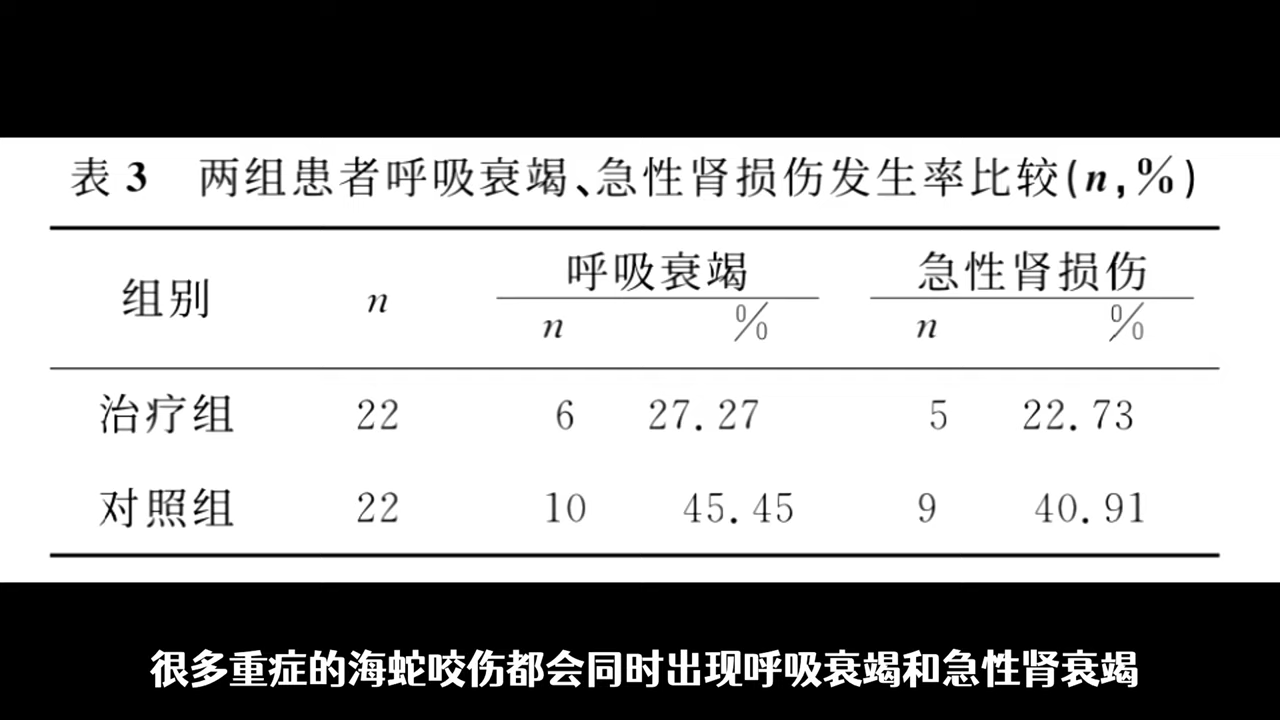 表 3 两组患者呼吸衰竭、急性肾损伤发生率比较(n,%)
组别 n 呼吸衰竭 急性肾损伤
n % n %
治疗组 22 6 27.27 5 22.73
对照组 22 10 45.45 9 40.91
很多重症的海蛇咬伤都会同时出现呼吸衰竭和急性肾衰竭